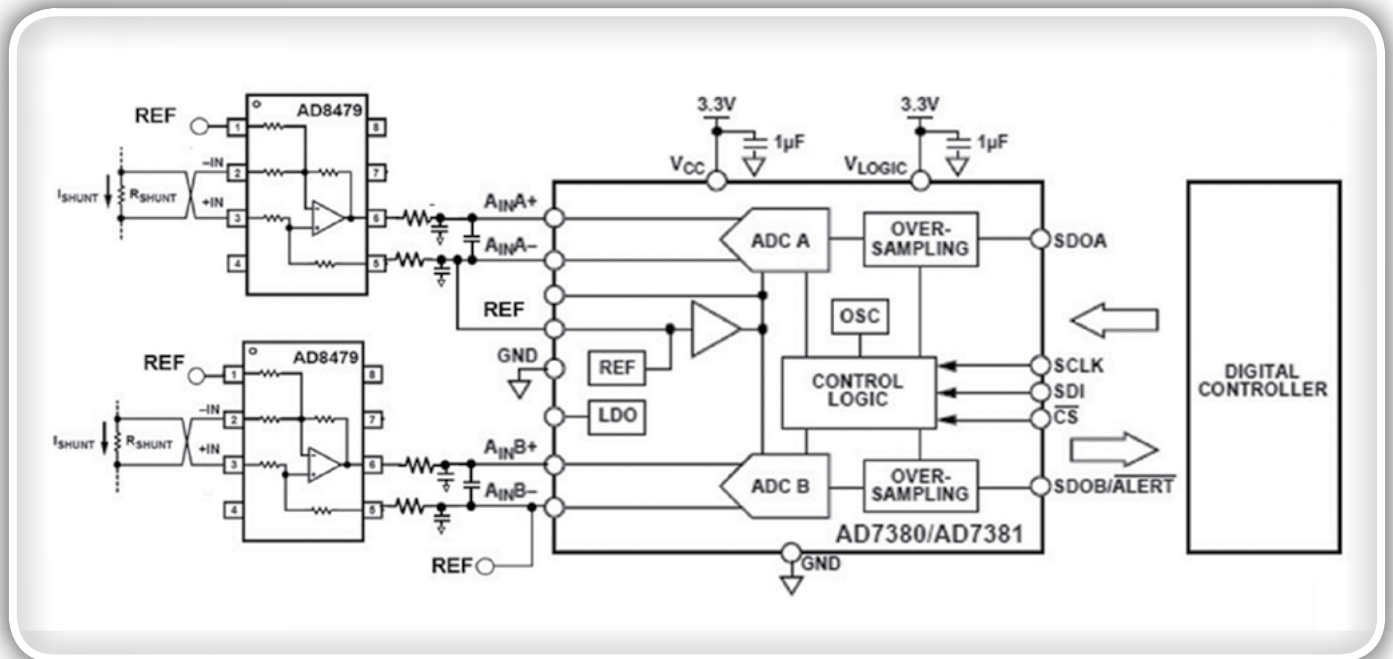 AD8479
REF
1
8
–IN
2
7
ISHUNT
RSHUNT
+IN
3
6
4
5
AINA+
AINA–
REF
GND
3.3V
1µF
VCC
3.3V
1µF
VLOGIC
ADC A
OVER-
SAMPLING
SDOA
OSC
REF
LDO
CONTROL
LOGIC
SCLK
SDI
CS
ADC B
OVER-
SAMPLING
SDOB/ALERT
AD7380/AD7381
GND
DIGITAL
CONTROLLER
AD8479
REF
1
8
–IN
2
7
ISHUNT
RSHUNT
+IN
3
6
4
5
AINB+
AINB–
REF